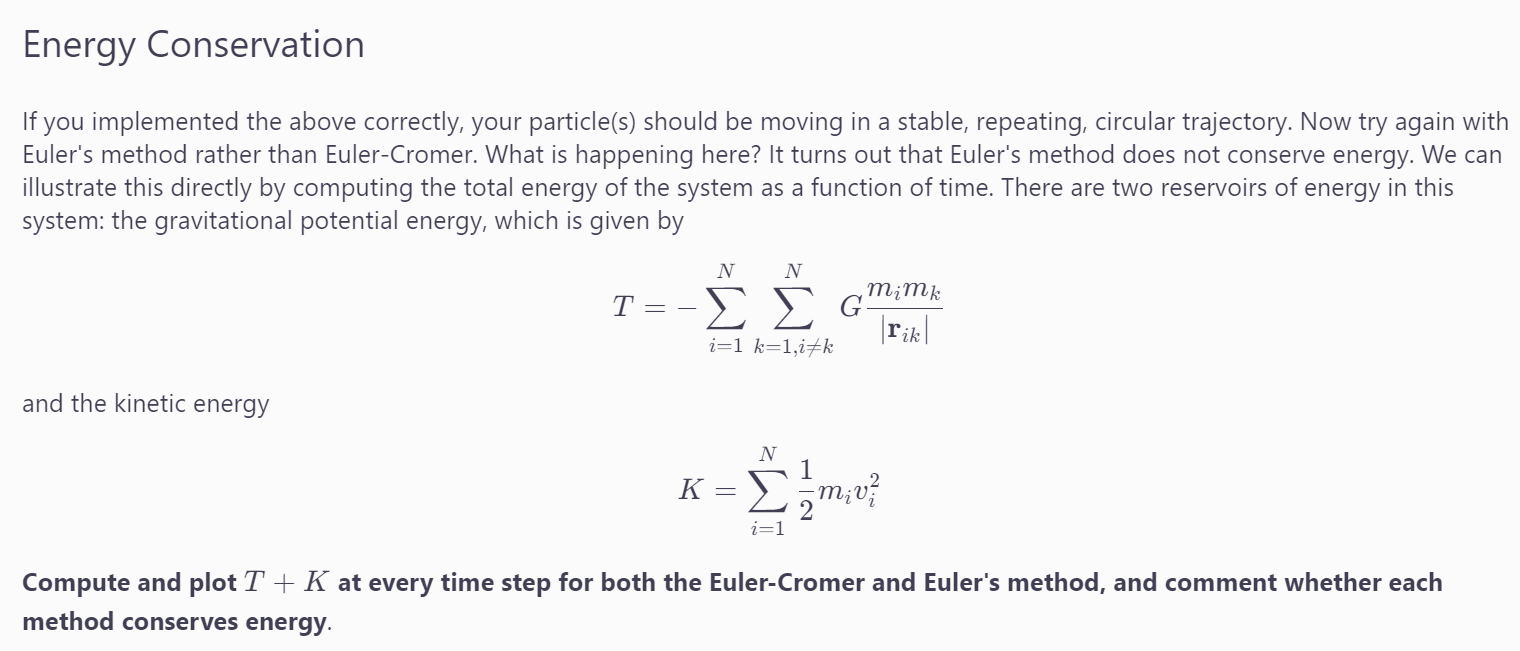 Energy Conservation
If you implemented the above correctly, your particle(s) should be moving in a stable, repeating, circular trajectory. Now try again with
Euler's method rather than Euler-Cromer. What is happening here? It turns out that Euler's method does not conserve energy. We can
illustrate this directly by computing the total energy of the system as a function of time. There are two reservoirs of energy in this
system: the gravitational potential energy, which is given by
$T = -\sum_{i=1}^{N} \sum_{k=1,i\neq k}^{N} G\frac{m_i m_k}{|\mathbf{r}_{ik}|}$
and the kinetic energy
$K = \sum_{i=1}^{N} \frac{1}{2} m_i v_i^2$
Compute and plot $T + K$ at every time step for both the Euler-Cromer and Euler's method, and comment whether each
method conserves energy.